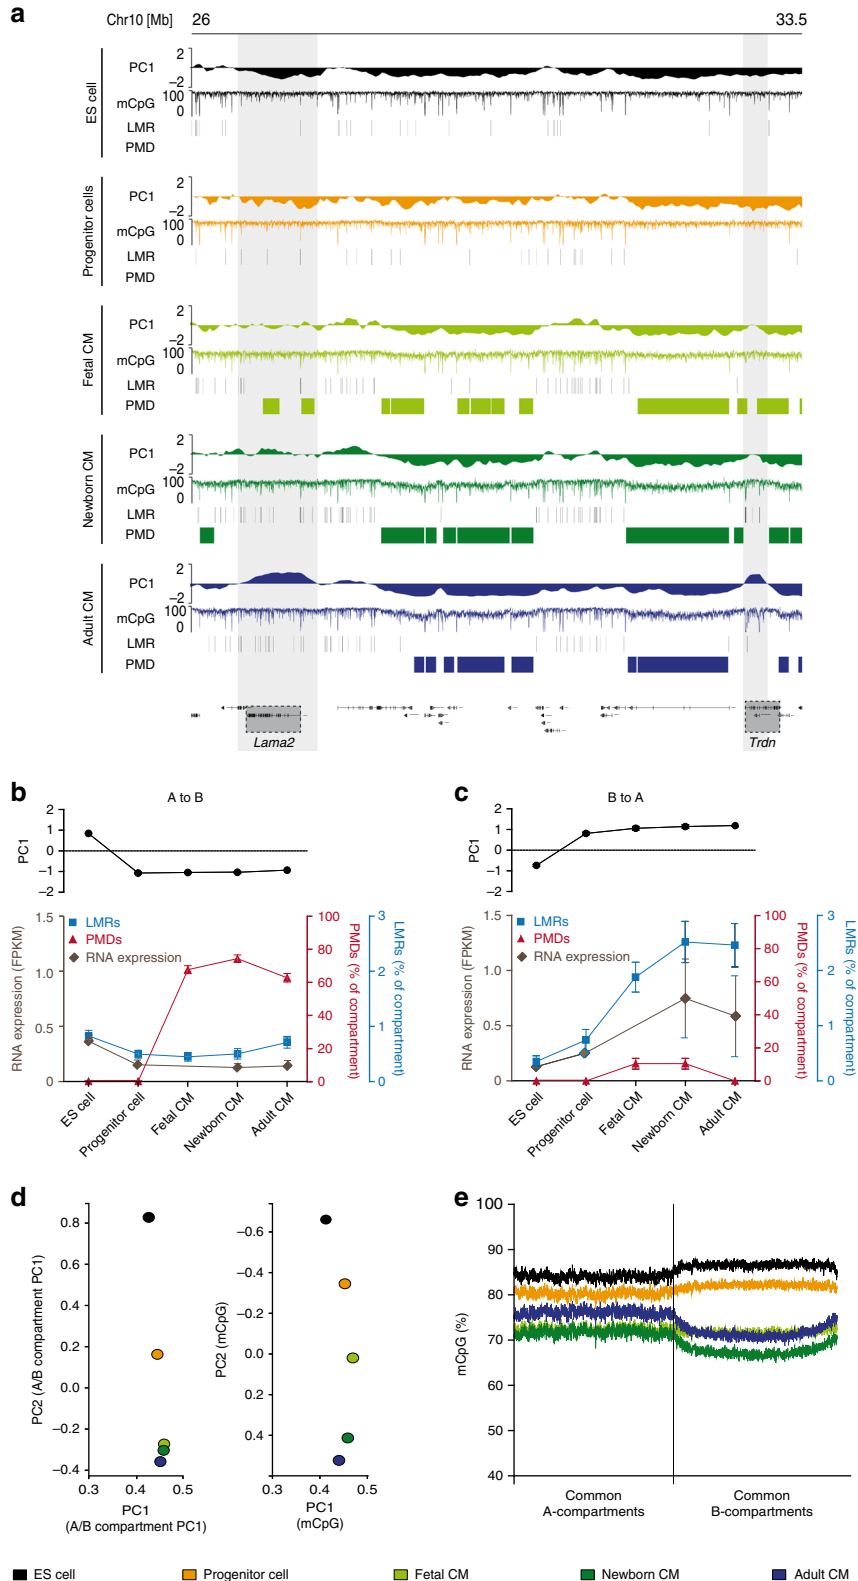 a
Chr10 [Mb] 26 33.5
ES cell
PC1 2 −2
mCpG 100 0
LMR
PMD
Progenitor cells
PC1 2 −2
mCpG 100 0
LMR
PMD
Fetal CM
PC1 2 −2
mCpG 100 0
LMR
PMD
Newborn CM
PC1 2 −2
mCpG 100 0
LMR
PMD
Adult CM
PC1 2 −2
mCpG 100 0
LMR
PMD
Lama2 Trdn
b
A to B
PC1
2
1
0
−1
−2
LMRs
PMDs
RNA expression
RNA expression (FPKM)
1.5
1.0
0.5
0
PMDs (% of compartment)
100
80
60
40
20
0
LMRs (% of compartment)
3
2
1
0
ES cell
Progenitor cell
Fetal CM
Newborn CM
Adult CM
c
B to A
PC1
2
1
0
−1
−2
LMRs
PMDs
RNA expression
RNA expression (FPKM)
1.5
1.0
0.5
0
PMDs (% of compartment)
100
80
60
40
20
0
LMRs (% of compartment)
3
2
1
0
ES cell
Progenitor cell
Fetal CM
Newborn CM
Adult CM
d
PC2 (A/B compartment PC1)
0.8
0.6
0.4
0.2
0.0
−0.2
−0.4
0.3 0.4 0.5
PC1
(A/B compartment PC1)
PC2 (mCpG)
−0.6
−0.4
−0.2
0.0
0.2
0.4
0.3 0.4 0.5
PC1
(mCpG)
e
mCpG (%)
100
90
80
70
60
50
40
Common
A-compartments
Common
B-compartments
ES cell Progenitor cell Fetal CM Newborn CM Adult CM